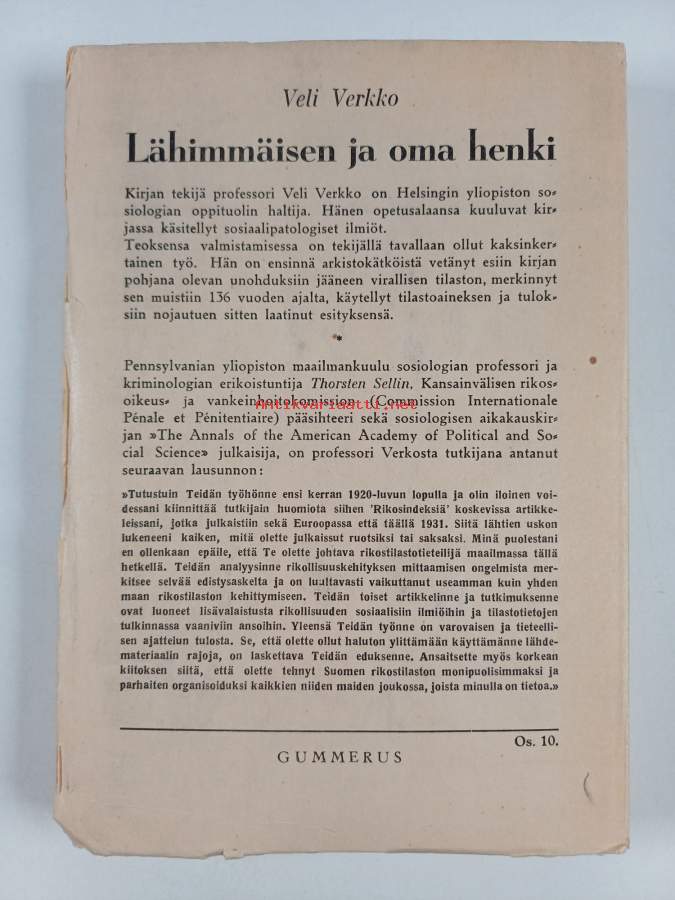 Veli Verkko
Lähimmäisen ja oma henki
Kirjan tekijä professori Veli Verkko on Helsingin yliopiston so-
siologian oppituolin haltija. Hänen opetusalaansa kuuluvat kir-
jassa käsitellyt sosiaalipatologiset ilmiöt.
Teoksensa valmistamisessa on tekijällä tavallaan ollut kaksinker-
tainen työ. Hän on ensinnä arkistokätköistä vetänyt esiin kirjan
pohjana olevan unohduksiin jääneen virallisen tilaston, merkinnyt
sen muistiin 136 vuoden ajalta, käytellyt tilastoaineksen ja tulok-
siin nojautuen sitten laatinut esityksensä.
*
Pennsylvanian yliopiston maailmankuulu sosiologian professori ja
kriminologian erikoistuntija Thorsten Sellin, Kansainvälisen rikos-
oikeus- ja vankeinhoitokomission (Commission Internationale
Antikvariaatti.net
Pénale et Pénitentiaire) pääsihteeri sekä sosiologisen aikakauskir-
jan »The Annals of the American Academy of Political and So-
cial Science» julkaisija, on professori Verkosta tutkijana antanut
seuraavan lausunnon:
»Tutustuin Teidän työhönne ensi kerran 1920-luvun lopulla ja olin iloinen voi-
dessani kiinnittää tutkijain huomiota siihen 'Rikosindeksiä' koskevissa artikke-
leissani, jotka julkaistiin sekä Euroopassa että täällä 1931. Siitä lähtien uskon
lukeneeni kaiken, mitä olette julkaissut ruotsiksi tai saksaksi. Minä puolestani
en ollenkaan epäile, että Te olette johtava rikostilastotieteilijä maailmassa tällä
hetkellä. Teidän analyysinne rikollisuuskehityksen mittaamisen ongelmista mer-
kitsee selvää edistysaskelta ja on luultavasti vaikuttanut useamman kuin yhden
maan rikostilaston kehittymiseen. Teidän toiset artikkelinne ja tutkimuksenne
ovat luoneet lisävalaistusta rikollisuuden sosiaalisiin ilmiöihin ja tilastotietojen
tulkinnassa vaaniviin ansoihin. Yleensä Teidän työnne on varovaisen ja tieteelli-
sen ajattelun tulosta. Se, että olette ollut haluton ylittämään käyttämänne lähde-
materiaalin rajoja, on laskettava Teidän eduksenne. Ansaitsette myös korkean
kiitoksen siitä, että olette tehnyt Suomen rikostilaston monipuolisimmaksi ja
parhaiten organisoiduksi kaikkien niiden maiden joukossa, joista minulla on tietoa.»
Os. 10.
GUMMERUS